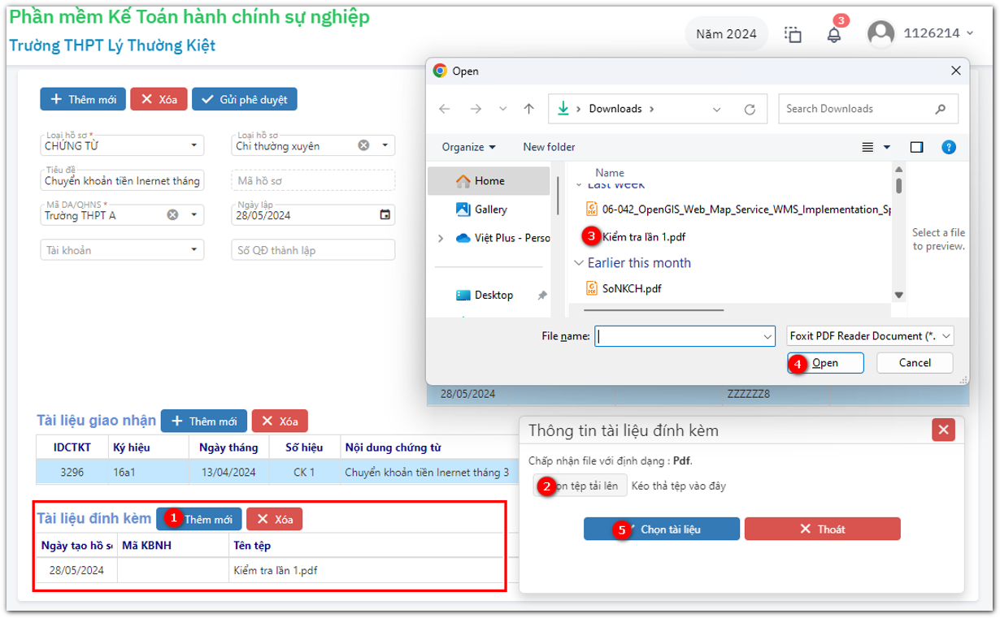 Phần mềm Kế Toán hành chính sự nghiệp
Trường THPT Lý Thường Kiệt
Năm 2024
3
1126214
Thêm mới
Xóa
Gửi phê duyệt
Loại hồ sơ *
CHỨNG TỪ
Loại hồ sơ
Chi thường xuyên
Tiêu đề
Chuyển khoản tiền Inernet tháng
Mã hồ sơ
Mã DA/QHNS *
Trường THPT A
Ngày lập
28/05/2024
Tài khoản
Số QĐ thành lập
Open
Downloads
Search Downloads
Organize
New folder
Home
Gallery
Việt Plus - Perso
Desktop
Name
Last week
06-042_OpenGIS_Web_Map_Service_WMS_Implementation_Sp
3
Kiểm tra lần 1.pdf
Earlier this month
SoNKCH.pdf
Select a file
to preview.
File name:
Foxit PDF Reader Document (*.
4
Open
Cancel
28/05/2024
ZZZZZZ8
Tài liệu giao nhận
Thêm mới
Xóa
IDCTKT Ký hiệu Ngày tháng Số hiệu Nội dung chứng từ
3296 16a1 13/04/2024 CK 1 Chuyển khoản tiền Inernet tháng 3
Tài liệu đính kèm
1
Thêm mới
Xóa
Ngày tạo hồ Mã KBNH Tên tệp
28/05/2024 Kiểm tra lần 1.pdf
Thông tin tài liệu đính kèm
Chấp nhận file với định dạng : Pdf.
2
tệp tải lên
Kéo thả tệp vào đây
5
Chọn tài liệu
Thoát